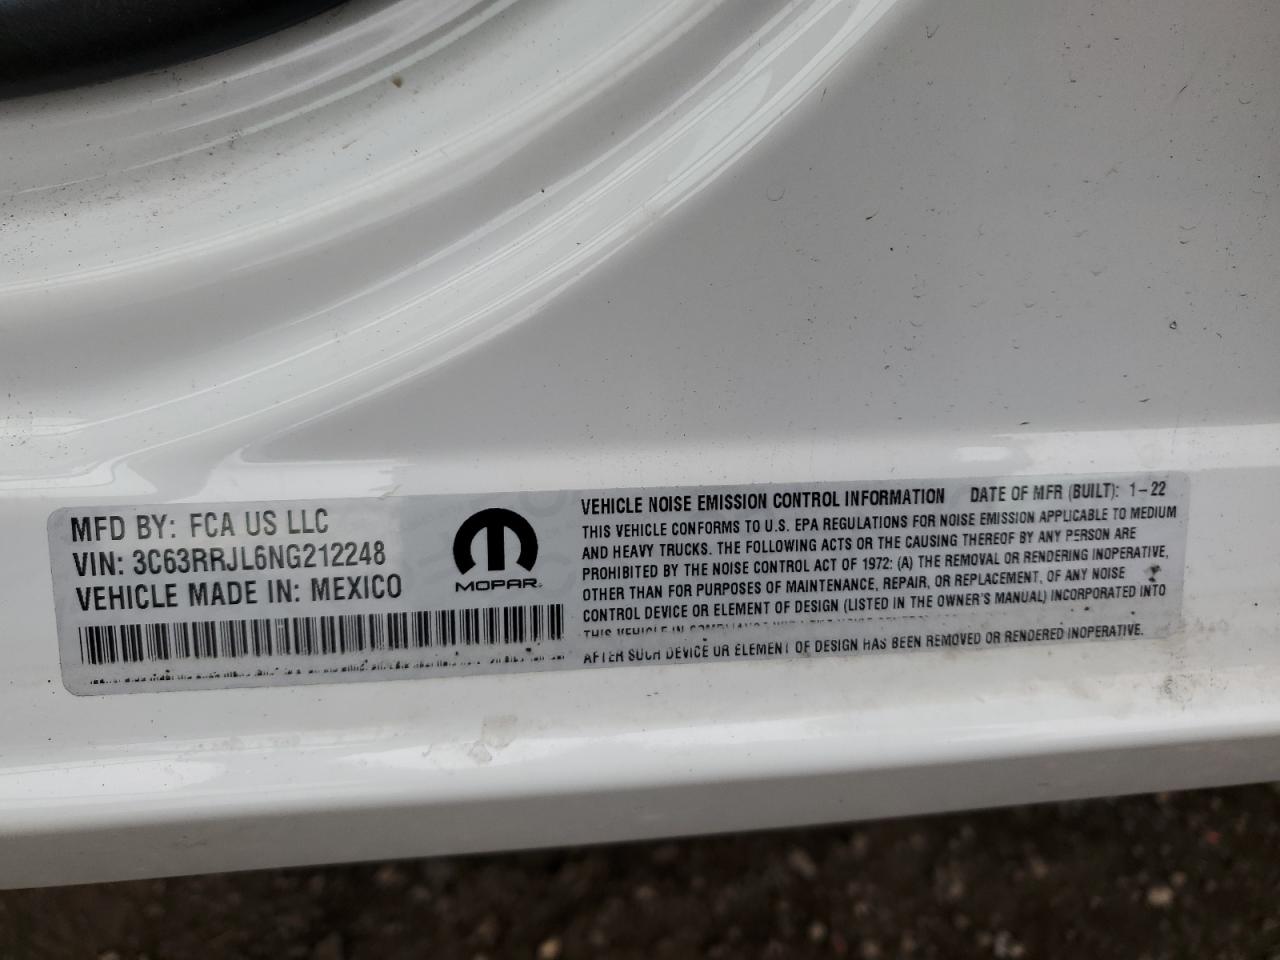 MFD BY: FCA US LLC
VIN: 3C63RRJL6NG212248
VEHICLE MADE IN: MEXICO
MOPAR
VEHICLE NOISE EMISSION CONTROL INFORMATION DATE OF MFR (BUILT): 1-22
THIS VEHICLE CONFORMS TO U.S. EPA REGULATIONS FOR NOISE EMISSION APPLICABLE TO MEDIUM
AND HEAVY TRUCKS. THE FOLLOWING ACTS OR THE CAUSING THEREOF BY ANY PERSON ARE
PROHIBITED BY THE NOISE CONTROL ACT OF 1972: (A) THE REMOVAL OR RENDERING INOPERATIVE,
OTHER THAN FOR PURPOSES OF MAINTENANCE, REPAIR, OR REPLACEMENT, OF ANY NOISE
CONTROL DEVICE OR ELEMENT OF DESIGN (LISTED IN THE OWNER'S MANUAL) INCORPORATED INTO
THIS VEHICLE IN COMPLIANCE
AFTER SUCH DEVICE OR ELEMENT OF DESIGN HAS BEEN REMOVED OR RENDERED INOPERATIVE.